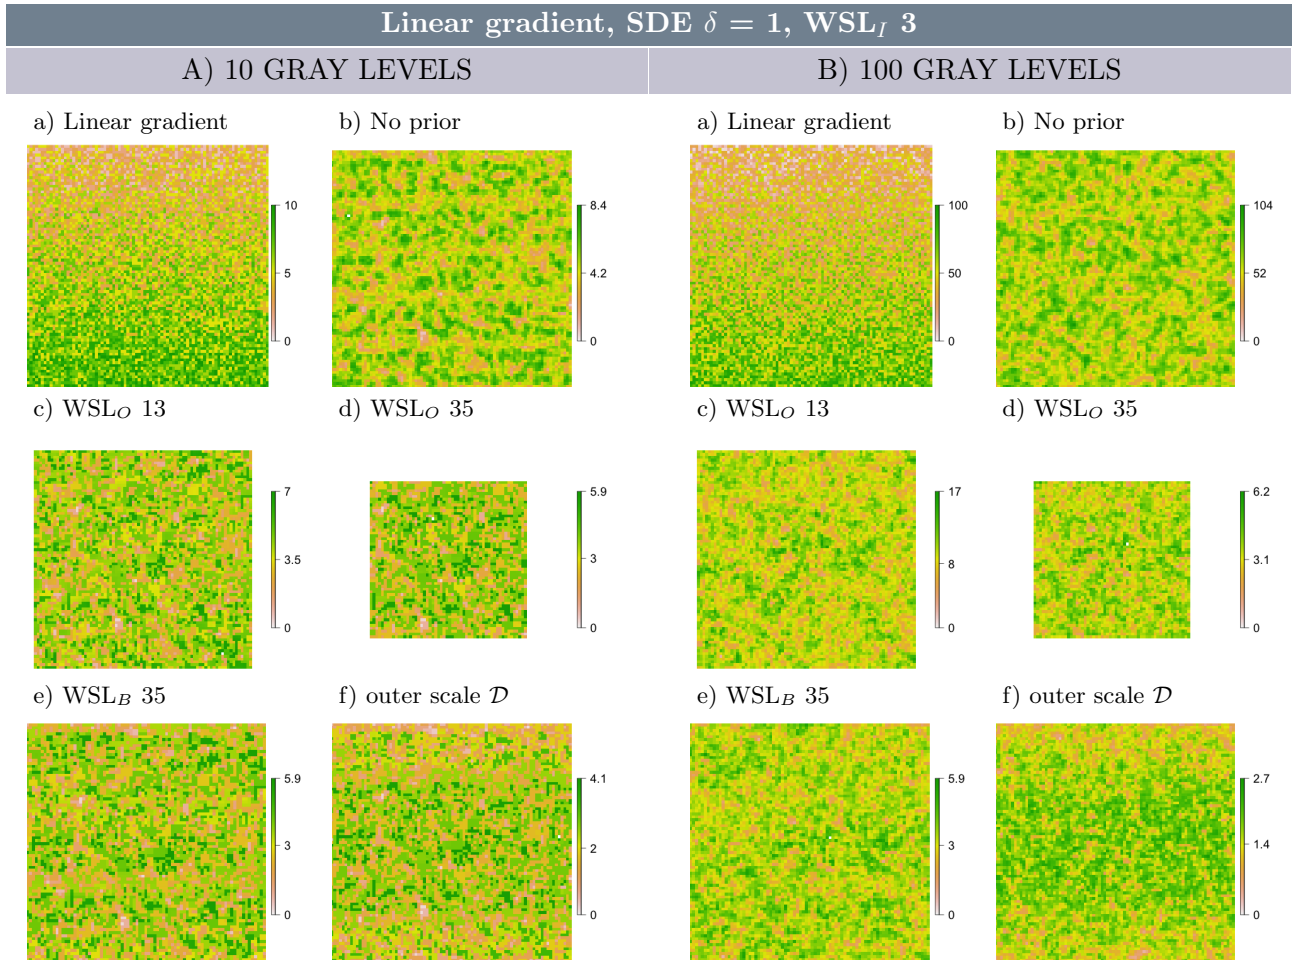 Linear gradient, SDE δ = 1, WSL_I 3
A) 10 GRAY LEVELS
B) 100 GRAY LEVELS
a) Linear gradient
b) No prior
a) Linear gradient
b) No prior
10
5
0
8.4
4.2
0
100
50
0
104
52
0
c) WSL_O 13
d) WSL_O 35
c) WSL_O 13
d) WSL_O 35
7
3.5
0
5.9
3
0
17
8
0
6.2
3.1
0
e) WSL_B 35
f) outer scale 𝒟
e) WSL_B 35
f) outer scale 𝒟
5.9
3
0
4.1
2
0
5.9
3
0
2.7
1.4
0